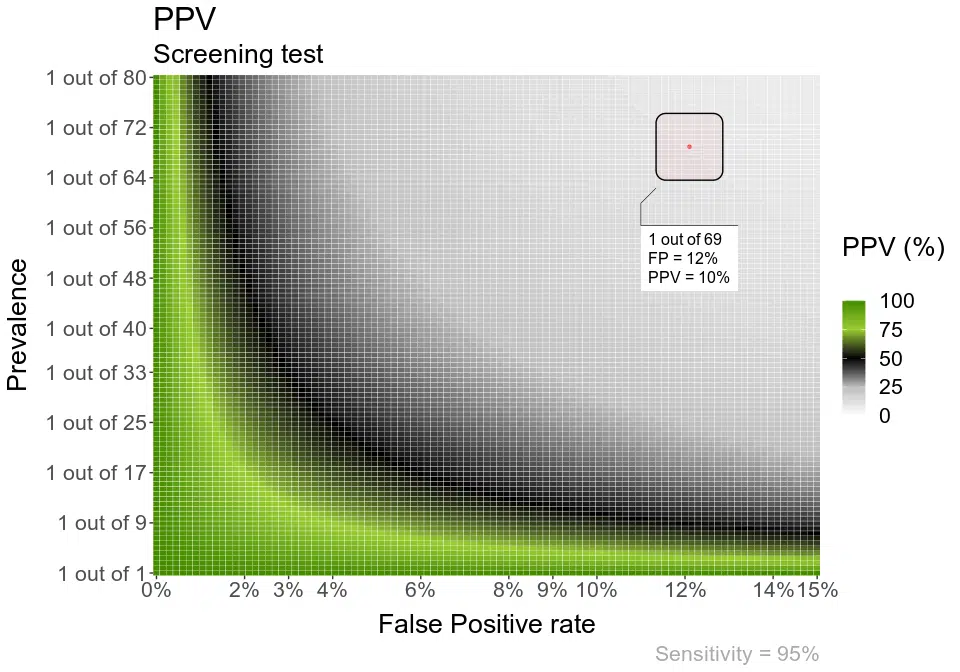 PPV
Screening test
Prevalence
1 out of 80
1 out of 72
1 out of 64
1 out of 56
1 out of 48
1 out of 40
1 out of 33
1 out of 25
1 out of 17
1 out of 9
1 out of 1
1 out of 69
FP = 12%
PPV = 10%
PPV (%)
100
75
50
25
0
0% 2% 3% 4% 6% 8% 9% 10% 12% 14% 15%
False Positive rate
Sensitivity = 95%